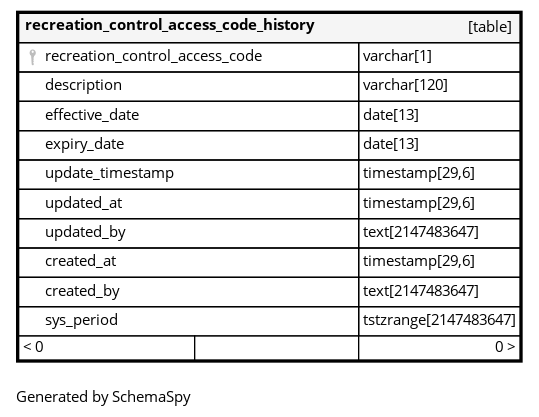 recreation_control_access_code_history [table]
recreation_control_access_code varchar[1]
description varchar[120]
effective_date date[13]
expiry_date date[13]
update_timestamp timestamp[29,6]
updated_at timestamp[29,6]
updated_by text[2147483647]
created_at timestamp[29,6]
created_by text[2147483647]
sys_period tstzrange[2147483647]
< 0 0 >
Generated by SchemaSpy